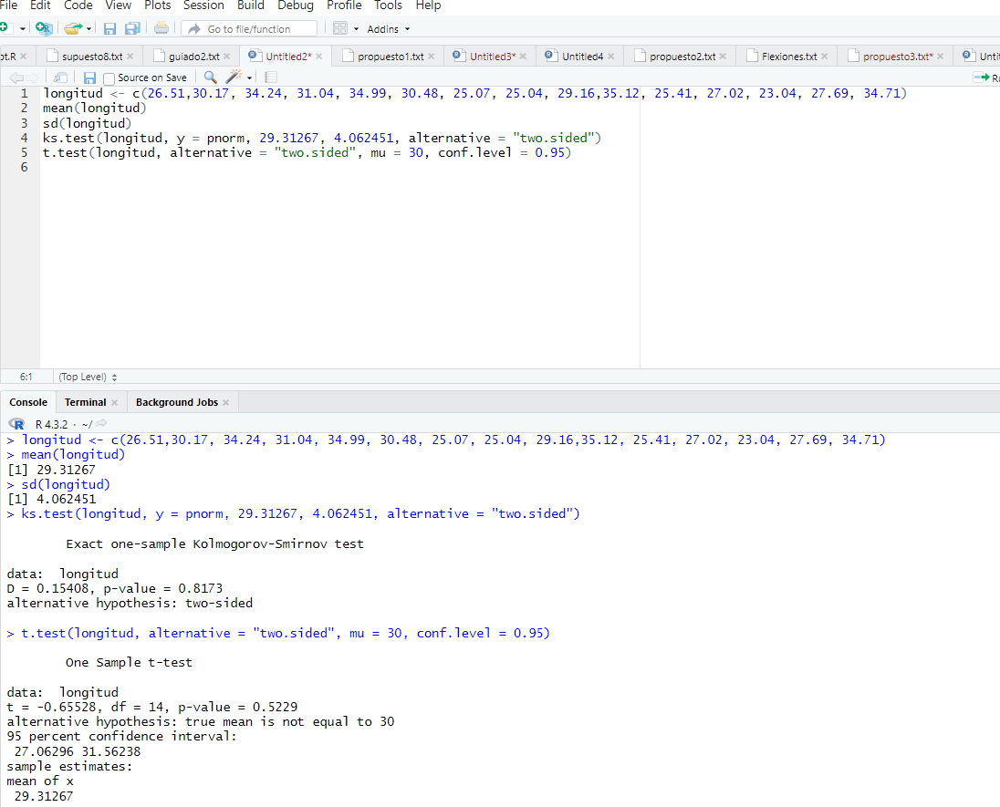 File Edit Code View Plots Session Build Debug Profile Tools Help
Go to file/function Addins
pt.R supuesto8.txt guiado2.txt Untitled2* propuesto1.txt Untitled3* Untitled4 propuesto2.txt Flexiones.txt propuesto3.txt* Unti
Source on Save Ru
1 longitud <- c(26.51,30.17, 34.24, 31.04, 34.99, 30.48, 25.07, 25.04, 29.16,35.12, 25.41, 27.02, 23.04, 27.69, 34.71)
2 mean(longitud)
3 sd(longitud)
4 ks.test(longitud, y = pnorm, 29.31267, 4.062451, alternative = "two.sided")
5 t.test(longitud, alternative = "two.sided", mu = 30, conf.level = 0.95)
6
6:1 (Top Level)
Console Terminal Background Jobs
R R 4.3.2 · ~/
> longitud <- c(26.51,30.17, 34.24, 31.04, 34.99, 30.48, 25.07, 25.04, 29.16,35.12, 25.41, 27.02, 23.04, 27.69, 34.71)
> mean(longitud)
[1] 29.31267
> sd(longitud)
[1] 4.062451
> ks.test(longitud, y = pnorm, 29.31267, 4.062451, alternative = "two.sided")
Exact one-sample Kolmogorov-Smirnov test
data: longitud
D = 0.15408, p-value = 0.8173
alternative hypothesis: two-sided
> t.test(longitud, alternative = "two.sided", mu = 30, conf.level = 0.95)
One Sample t-test
data: longitud
t = -0.65528, df = 14, p-value = 0.5229
alternative hypothesis: true mean is not equal to 30
95 percent confidence interval:
27.06296 31.56238
sample estimates:
mean of x
29.31267